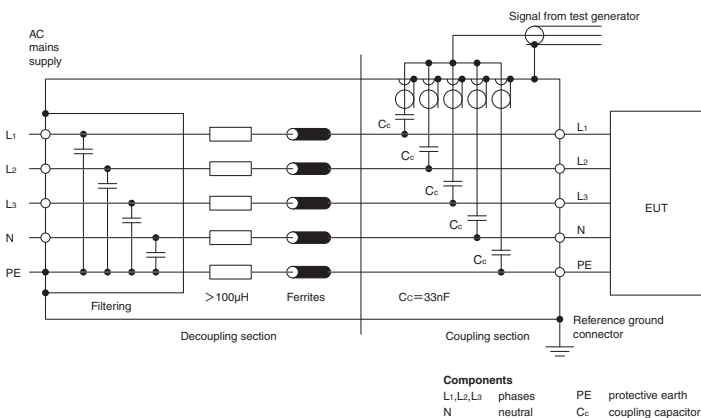 Signal from test generator
AC
mains
supply
Cc
L1
L1
Cc
L2
L2
Cc
L3
L3
EUT
Cc
N
N
Cc
PE
PE
Filtering
>100μH
Ferrites
CC=33nF
Decoupling section
Coupling section
Reference ground
connector
Components
L1,L2,L3 phases
PE protective earth
N neutral
Cc coupling capacitor